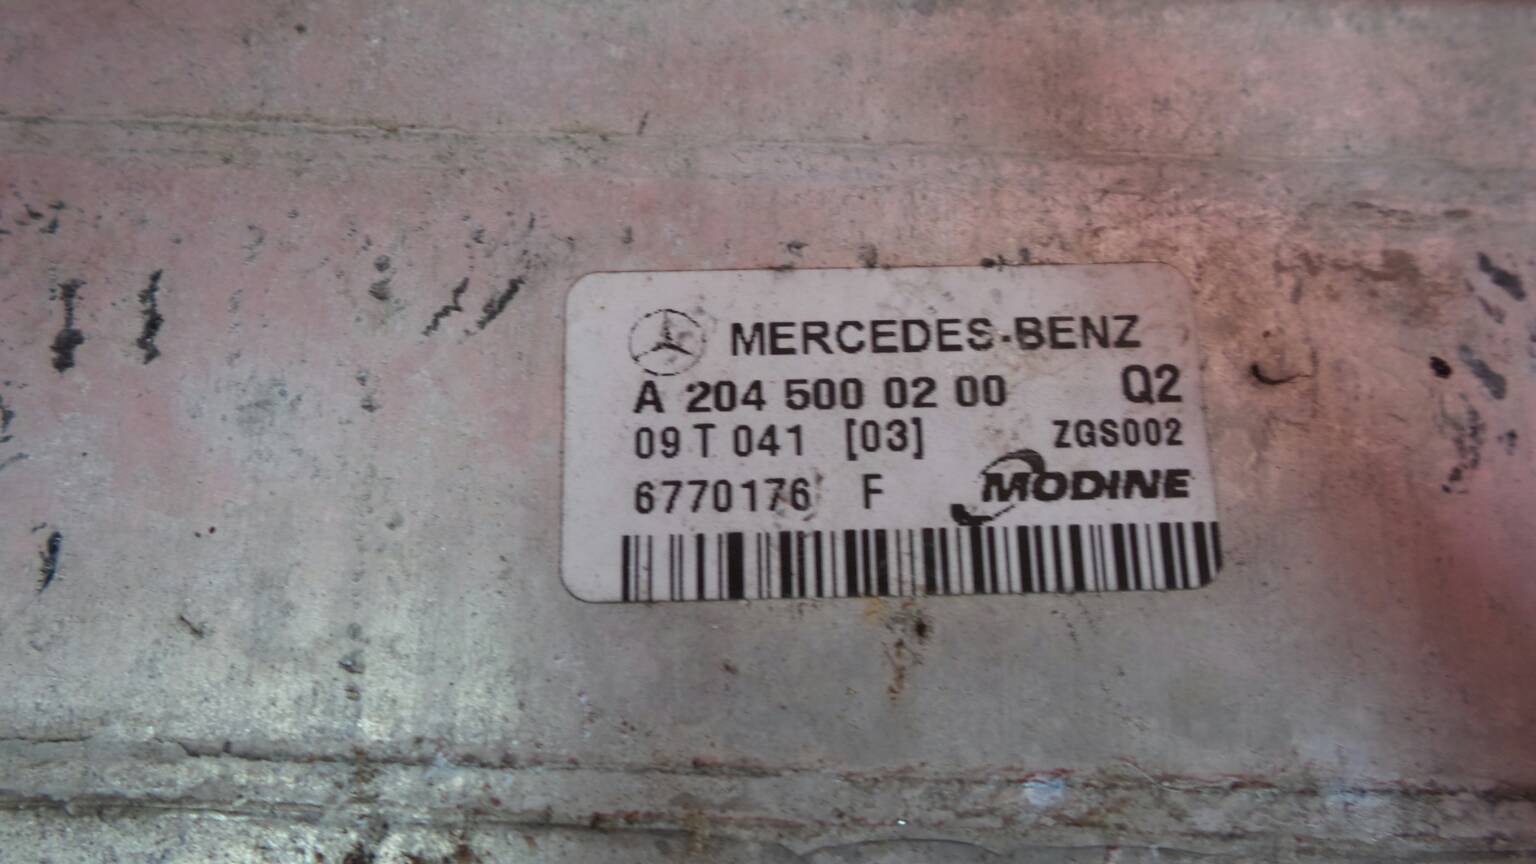 MERCEDES-BENZ
A 204 500 02 00 Q2
09 T 041 [03] ZGS002
6770176 F MODINE